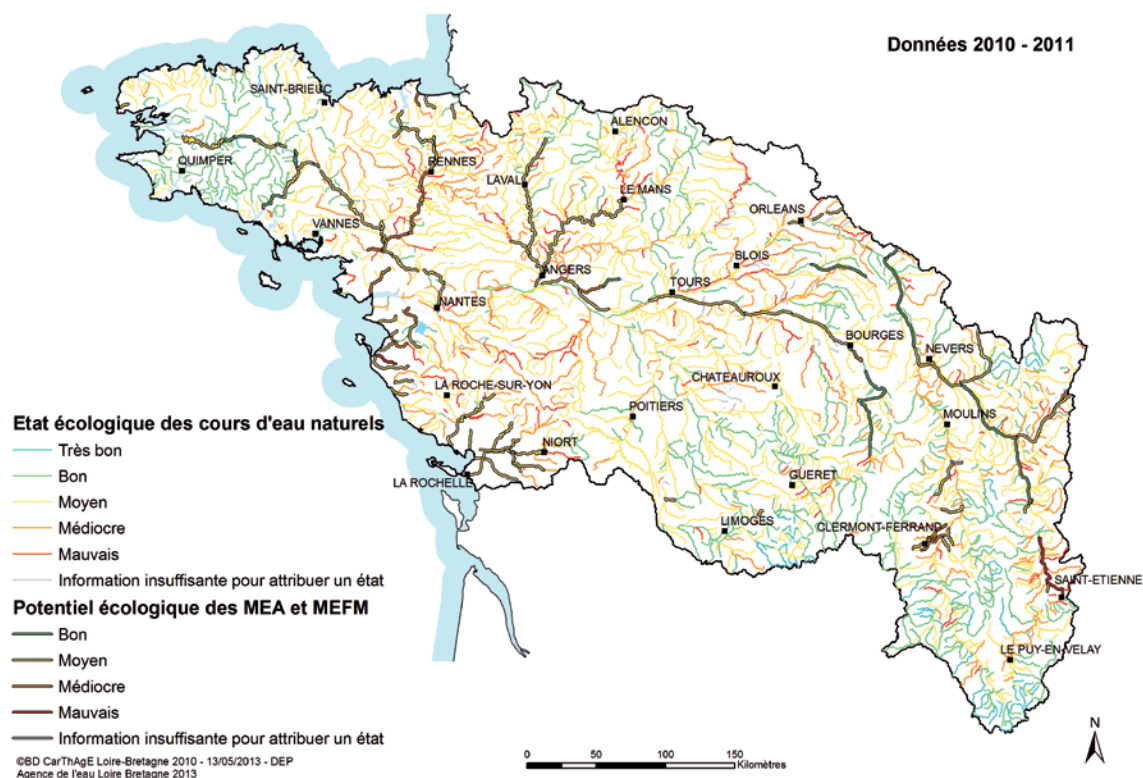 Données 2010 - 2011
SAINT-BRIEUC
ALENCON
QUIMPER
RENNES
LAVAL
LE MANS
ORLEANS
VANNES
BLOIS
ANGERS
TOURS
NANTES
BOURGES
NEVERS
LA ROCHE-SUR-YON
CHATEAUROUX
POITIERS
MOULINS
NIORT
LA ROCHELLE
GUERET
LIMOGES
CLERMONT-FERRAND
SAINT-ETIENNE
LE PUY-EN-VELAY
Etat écologique des cours d'eau naturels
Très bon
Bon
Moyen
Médiocre
Mauvais
Information insuffisante pour attribuer un état
Potentiel écologique des MEA et MEFM
Bon
Moyen
Médiocre
Mauvais
Information insuffisante pour attribuer un état
©BD CarThAgE Loire-Bretagne 2010 - 13/05/2013 - DEP
Agence de l'eau Loire Bretagne 2013
0 50 100 150
Kilomètres
N